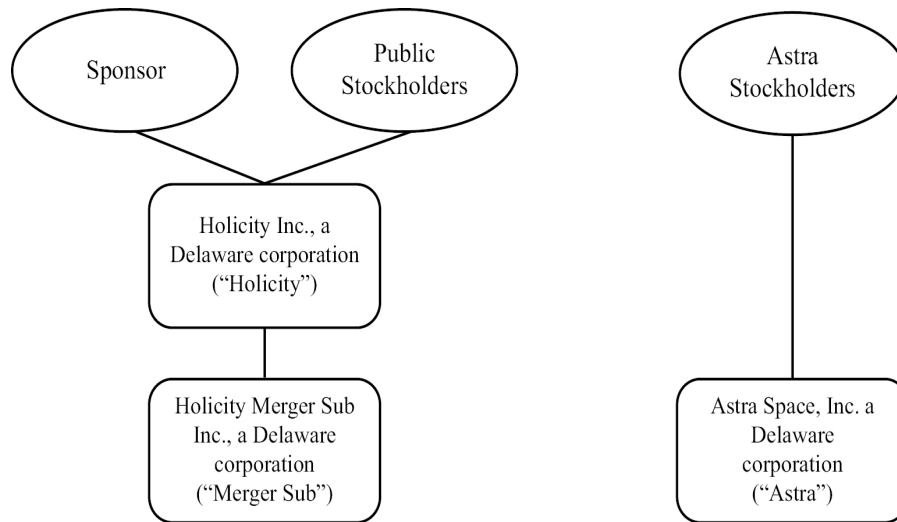 Sponsor
Public
Stockholders
Astra
Stockholders
Holicity Inc., a
Delaware corporation
(“Holicity”)
Holicity Merger Sub
Inc., a Delaware
corporation
(“Merger Sub”)
Astra Space, Inc. a
Delaware
corporation
(“Astra”)